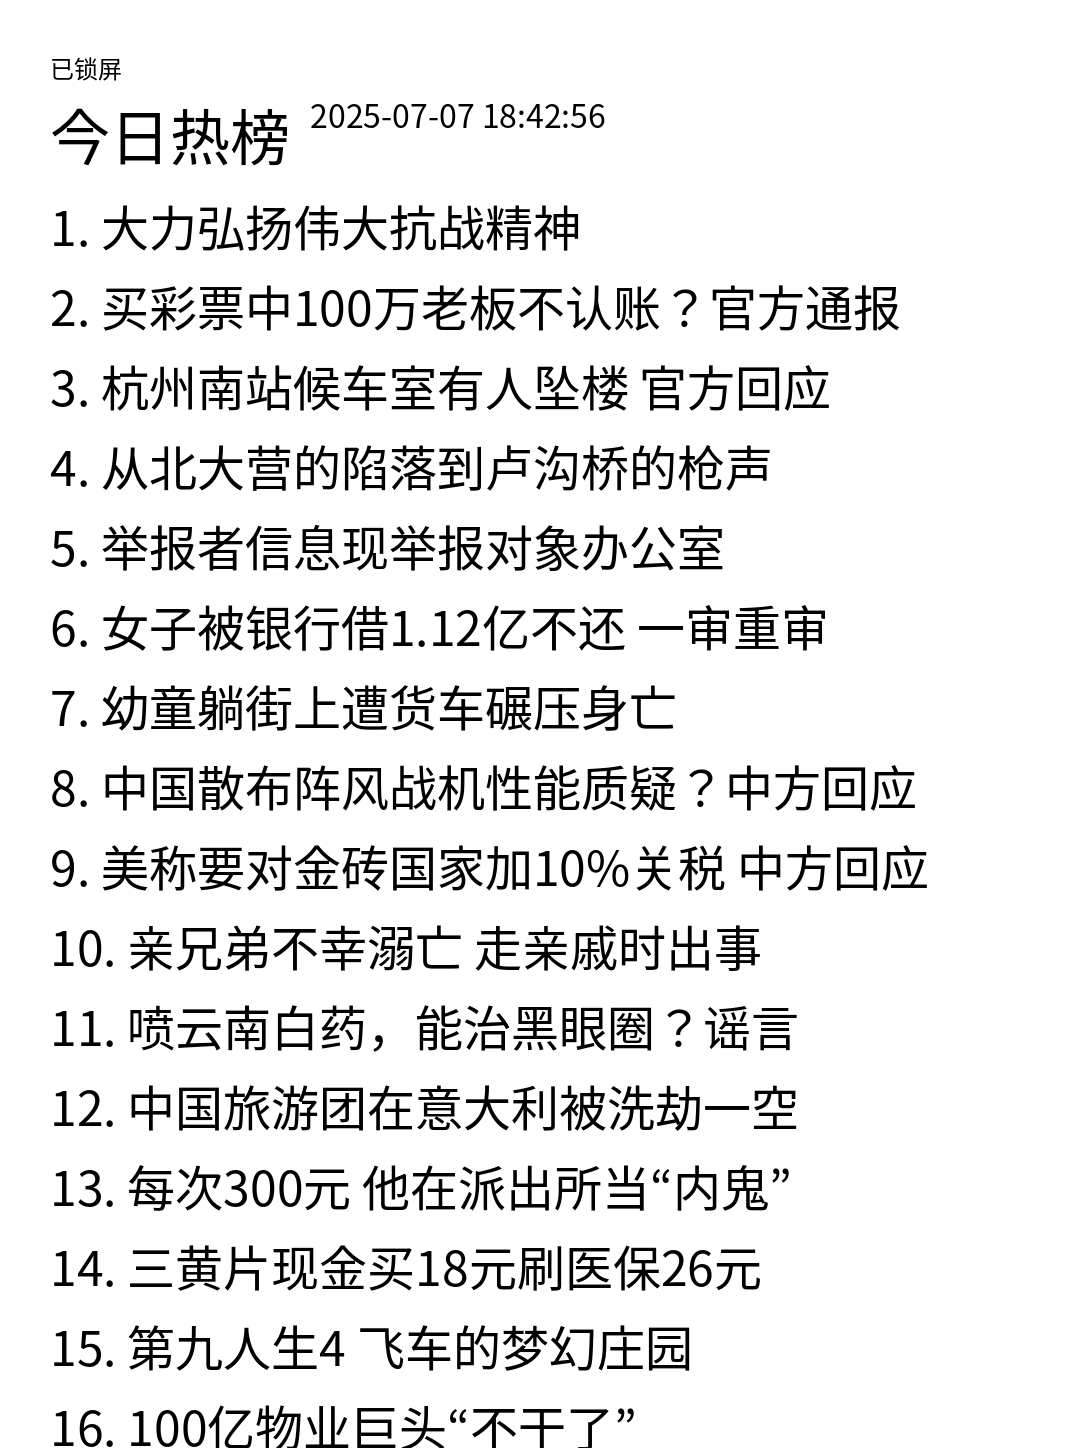 已锁屏
今日热榜 2025-07-07 18:42:56
1. 大力弘扬伟大抗战精神
2. 买彩票中100万老板不认账？官方通报
3. 杭州南站候车室有人坠楼 官方回应
4. 从北大营的陷落到卢沟桥的枪声
5. 举报者信息现举报对象办公室
6. 女子被银行借1.12亿不还 一审重审
7. 幼童躺街上遭货车碾压身亡
8. 中国散布阵风战机性能质疑？中方回应
9. 美称要对金砖国家加10%关税 中方回应
10. 亲兄弟不幸溺亡 走亲戚时出事
11. 喷云南白药，能治黑眼圈？谣言
12. 中国旅游团在意大利被洗劫一空
13. 每次300元 他在派出所当“内鬼”
14. 三黄片现金买18元刷医保26元
15. 第九人生4 飞车的梦幻庄园
16. 100亿物业巨头“不干了”